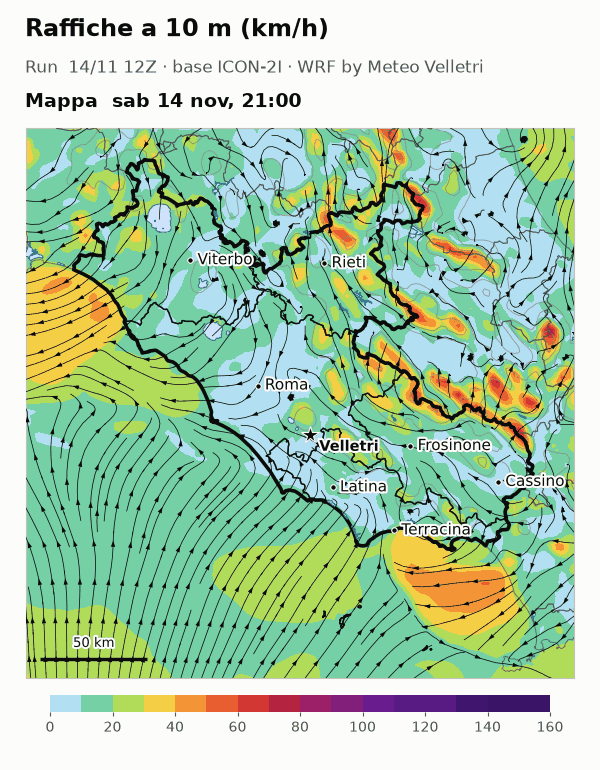 Raffiche a 10 m (km/h)
Run 14/11 12Z · base ICON-2I · WRF by Meteo Velletri
Mappa sab 14 nov, 21:00
Viterbo
Rieti
Roma
Velletri
Frosinone
Latina
Cassino
Terracina
50 km
0 20 40 60 80 100 120 140 160